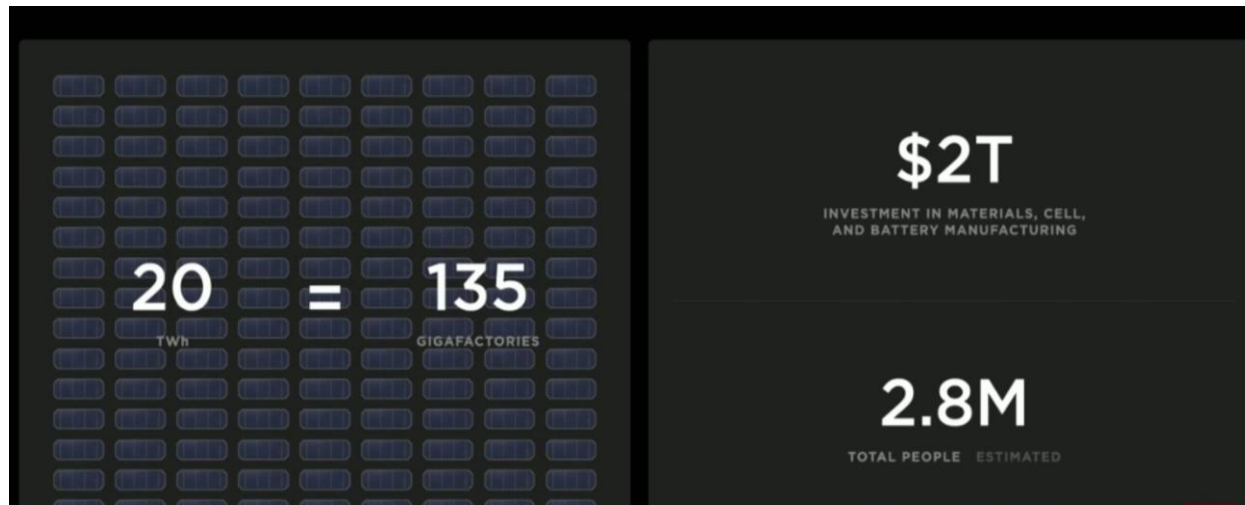 20 = 135
TWh GIGAFACTORIES
$2T
INVESTMENT IN MATERIALS, CELL,
AND BATTERY MANUFACTURING
2.8M
TOTAL PEOPLE ESTIMATED